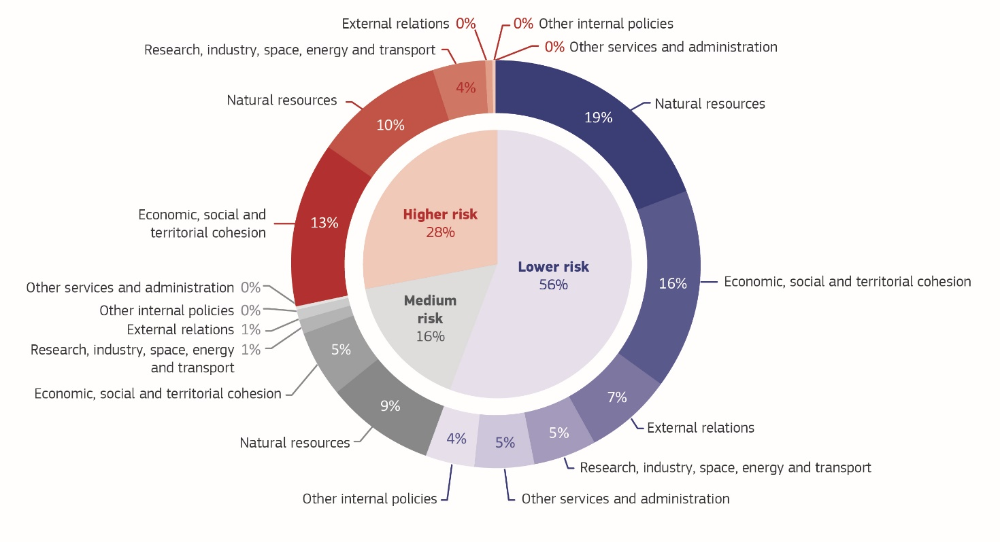 External relations 0%
0% Other internal policies
Research, industry, space, energy and transport
0% Other services and administration
4%
Natural resources
10%
19%
Natural resources
Economic, social and
territorial cohesion
13%
Higher risk
28%
Lower risk
56%
16%
Economic, social and territorial cohesion
Other services and administration 0%
Other internal policies 0%
External relations 1%
Research, industry, space, energy 1%
and transport
Medium
risk
16%
5%
Economic, social and territorial cohesion
9%
Natural resources
7%
External relations
4%
5%
5%
Research, industry, space, energy and transport
Other internal policies
Other services and administration